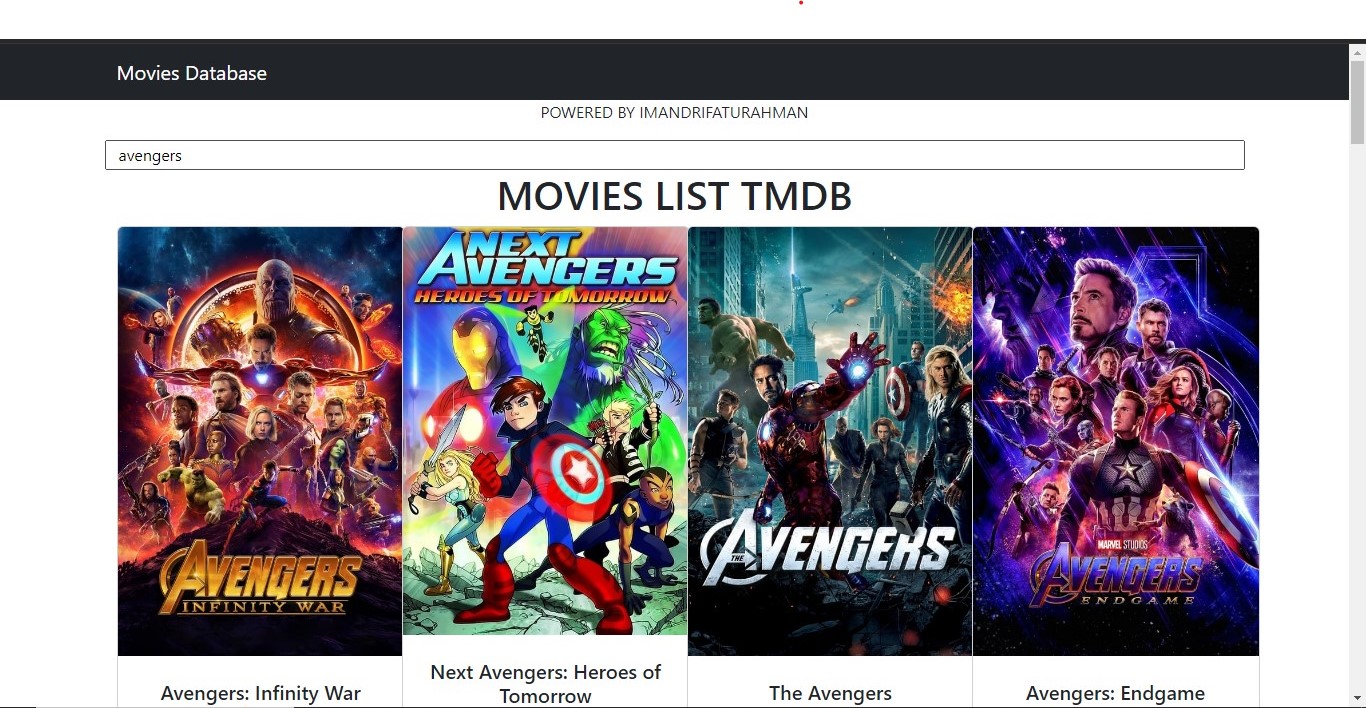 Movies Database
POWERED BY IMANDRIFATURAHMAN
avengers
MOVIES LIST TMDB
AVENGERS
INFINITY WAR
NEXT
AVENGERS
HEROES OF TOMORROW
THE AVENGERS
MARVEL STUDIOS
AVENGERS
ENDGAME
Avengers: Infinity War
Next Avengers: Heroes of
Tomorrow
The Avengers
Avengers: Endgame